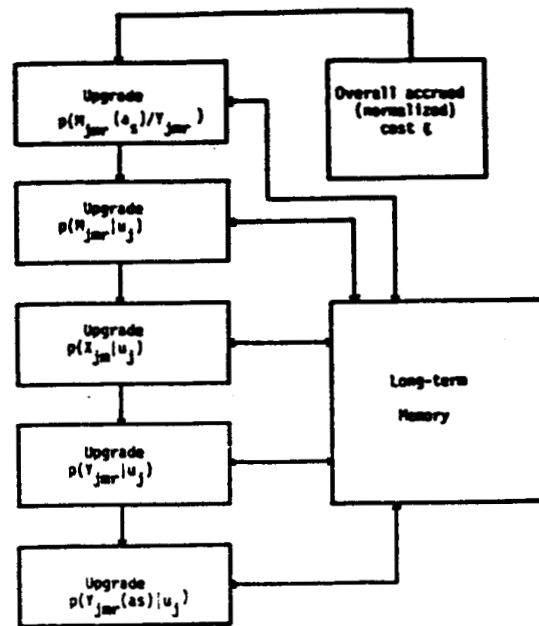 Upgrade
p(M_jmr (a_s)/Y_jmr )
Overall accrued
(normalized)
cost ξ
Upgrade
p(M_jmr|u_j)
Upgrade
p(X_jm|u_j)
Long-term
Memory
Upgrade
p(Y_jmr|u_j)
Upgrade
p(Y_jmr(as)|u_j)